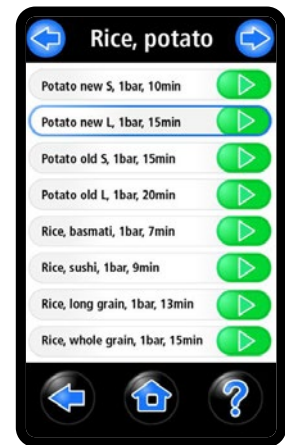 Rice, potato
Potato new S, 1bar, 10min
Potato new L, 1bar, 15min
Potato old S, 1bar, 15min
Potato old L, 1bar, 20min
Rice, basmati, 1bar, 7min
Rice, sushi, 1bar, 9min
Rice, long grain, 1bar, 13min
Rice, whole grain, 1bar, 15min
?